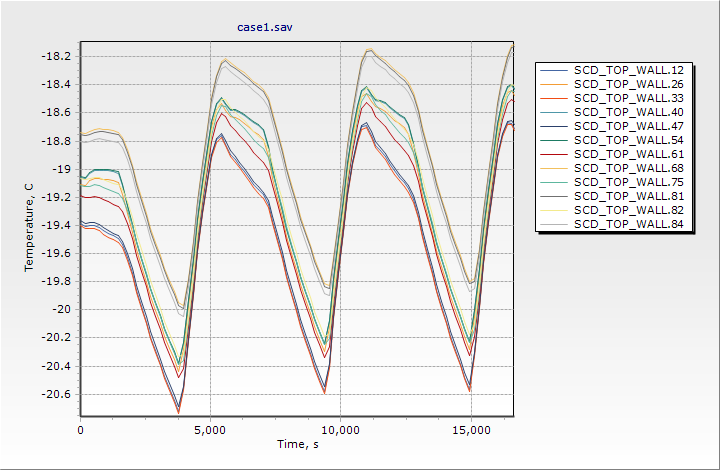 case1.sav
-18.2
-18.4
-18.6
-18.8
-19
-19.2
-19.4
-19.6
-19.8
-20
-20.2
-20.4
-20.6
Temperature, C
0
5,000
10,000
15,000
Time, s
SCD_TOP_WALL.12
SCD_TOP_WALL.26
SCD_TOP_WALL.33
SCD_TOP_WALL.40
SCD_TOP_WALL.47
SCD_TOP_WALL.54
SCD_TOP_WALL.61
SCD_TOP_WALL.68
SCD_TOP_WALL.75
SCD_TOP_WALL.81
SCD_TOP_WALL.82
SCD_TOP_WALL.84